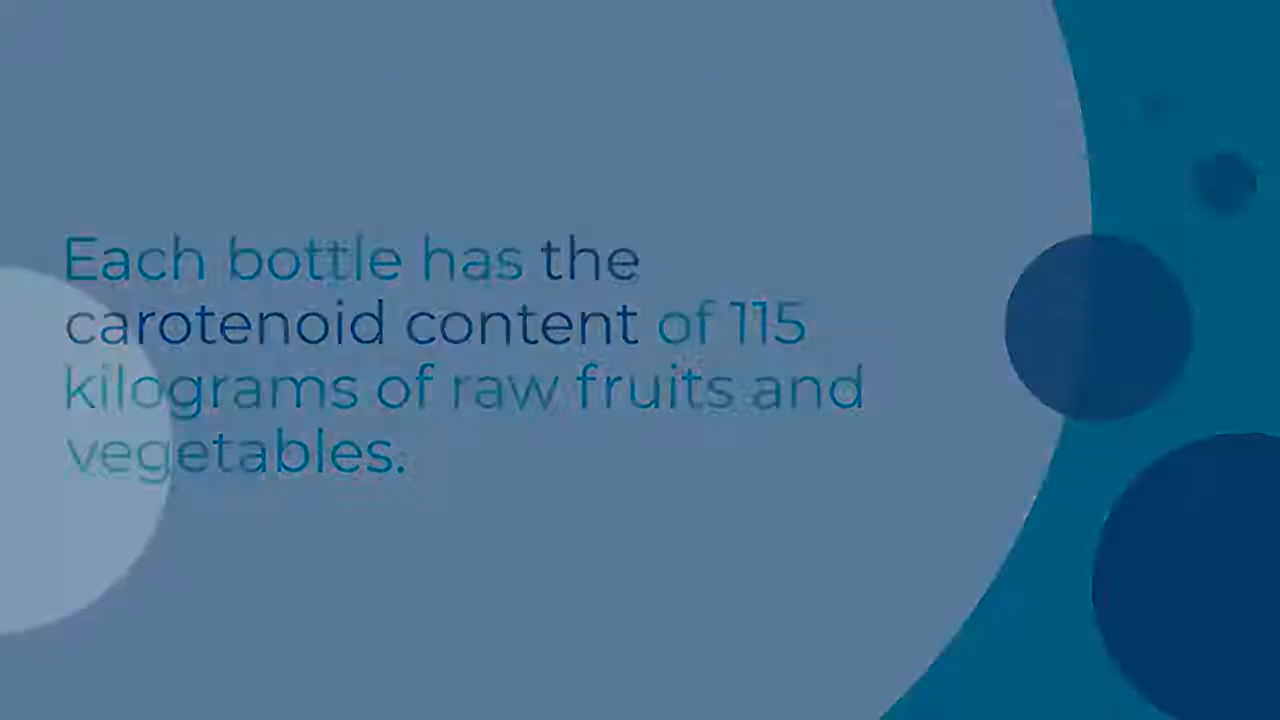 Each bottle has the
carotenoid content of 115
kilograms of raw fruits and
vegetables.